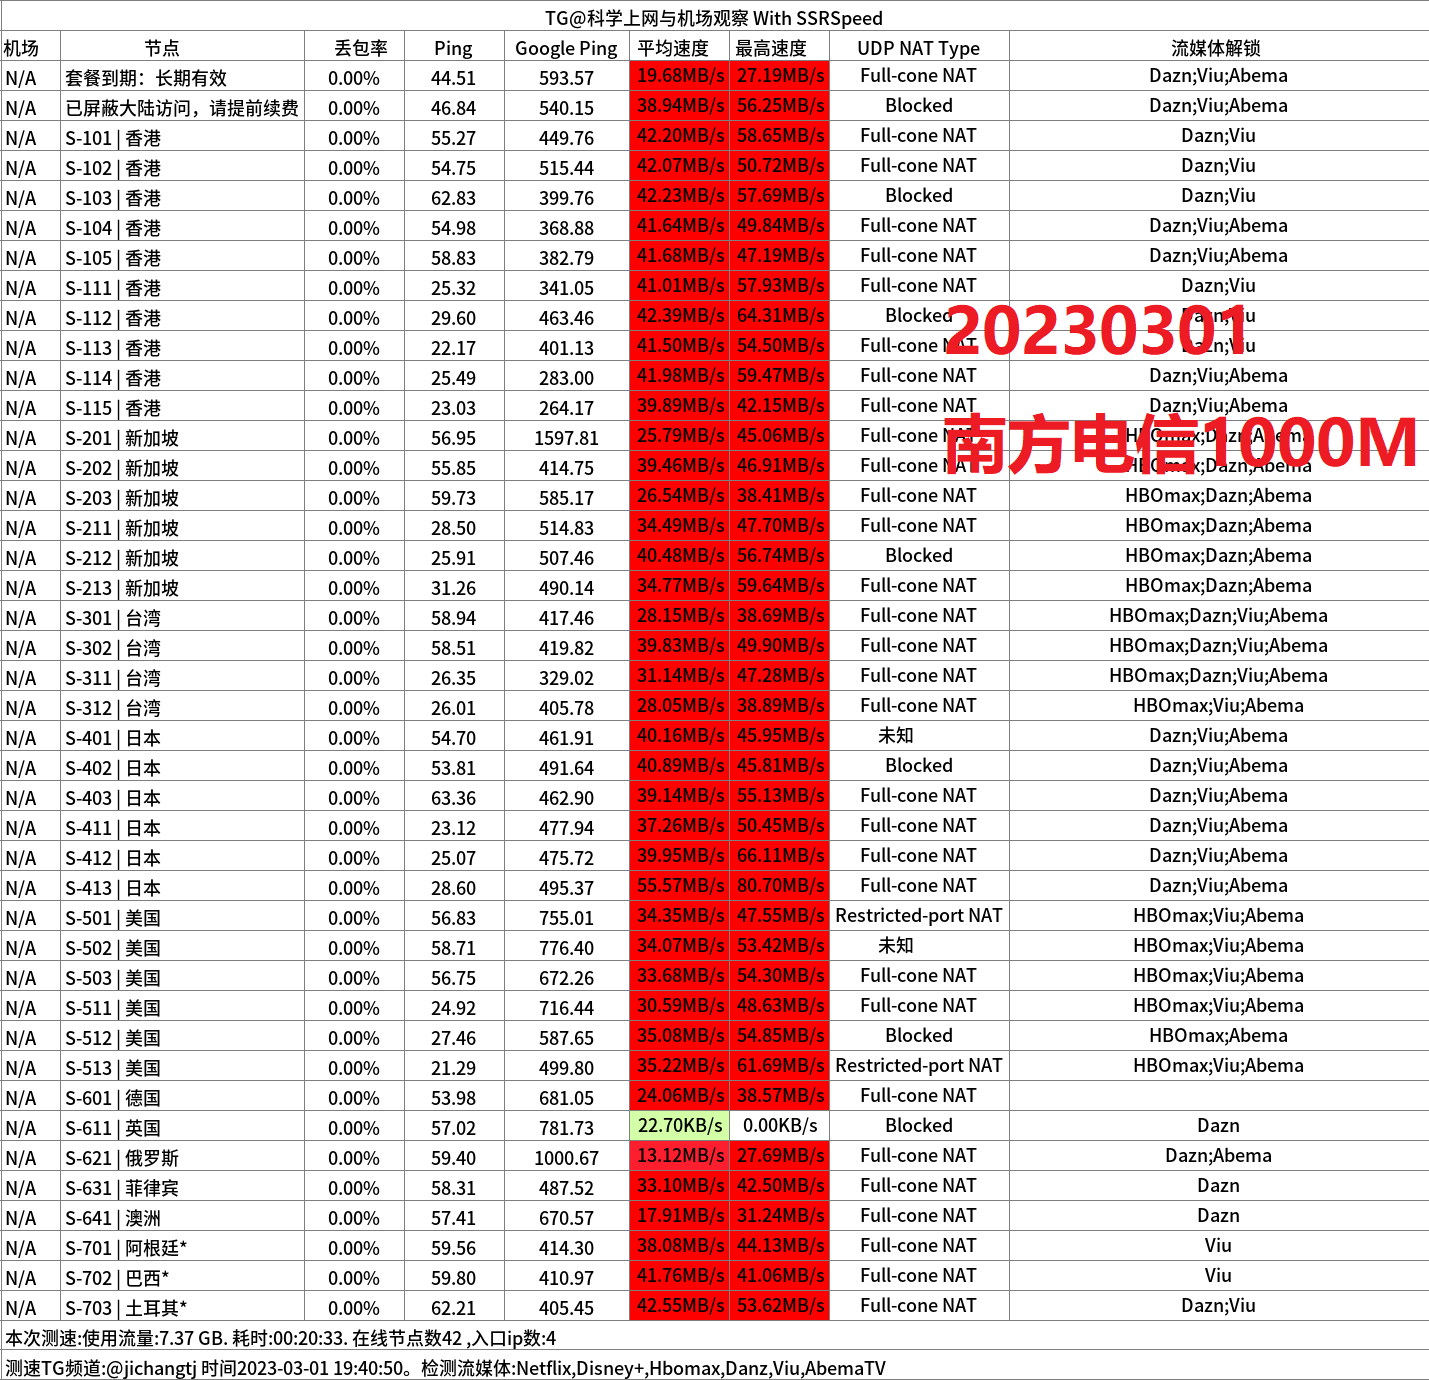 TG@科学上网与机场观察 With SSRSpeed
机场 节点 丢包率 Ping Google Ping 平均速度 最高速度 UDP NAT Type 流媒体解锁
N/A 套餐到期：长期有效 0.00% 44.51 593.57 19.68MB/s 27.19MB/s Full-cone NAT Dazn;Viu;Abema
N/A 已屏蔽大陆访问，请提前续费 0.00% 46.84 540.15 38.94MB/s 56.25MB/s Blocked Dazn;Viu;Abema
N/A S-101 | 香港 0.00% 55.27 449.76 42.20MB/s 58.65MB/s Full-cone NAT Dazn;Viu
N/A S-102 | 香港 0.00% 54.75 515.44 42.07MB/s 50.72MB/s Full-cone NAT Dazn;Viu
N/A S-103 | 香港 0.00% 62.83 399.76 42.23MB/s 57.69MB/s Blocked Dazn;Viu
N/A S-104 | 香港 0.00% 54.98 368.88 41.64MB/s 49.84MB/s Full-cone NAT Dazn;Viu;Abema
N/A S-105 | 香港 0.00% 58.83 382.79 41.68MB/s 47.19MB/s Full-cone NAT Dazn;Viu;Abema
N/A S-111 | 香港 0.00% 25.32 341.05 41.01MB/s 57.93MB/s Full-cone NAT Dazn;Viu
N/A S-112 | 香港 0.00% 29.60 463.46 42.39MB/s 64.31MB/s Blocked Dazn;Viu
20230301
N/A S-113 | 香港 0.00% 22.17 401.13 41.50MB/s 54.50MB/s Full-cone NAT Dazn;Viu
N/A S-114 | 香港 0.00% 25.49 283.00 41.98MB/s 59.47MB/s Full-cone NAT Dazn;Viu;Abema
N/A S-115 | 香港 0.00% 23.03 264.17 39.89MB/s 42.15MB/s Full-cone NAT Dazn;Viu;Abema
N/A S-201 | 新加坡 0.00% 56.95 1597.81 25.79MB/s 45.06MB/s Full-cone NAT HBOmax;Dazn;Abema
南方电信1000M
N/A S-202 | 新加坡 0.00% 55.85 414.75 39.46MB/s 46.91MB/s Full-cone NAT HBOmax;Dazn;Abema
N/A S-203 | 新加坡 0.00% 59.73 585.17 26.54MB/s 38.41MB/s Full-cone NAT HBOmax;Dazn;Abema
N/A S-211 | 新加坡 0.00% 28.50 514.83 34.49MB/s 47.70MB/s Full-cone NAT HBOmax;Dazn;Abema
N/A S-212 | 新加坡 0.00% 25.91 507.46 40.48MB/s 56.74MB/s Blocked HBOmax;Dazn;Abema
N/A S-213 | 新加坡 0.00% 31.26 490.14 34.77MB/s 59.64MB/s Full-cone NAT HBOmax;Dazn;Abema
N/A S-301 | 台湾 0.00% 58.94 417.46 28.15MB/s 38.69MB/s Full-cone NAT HBOmax;Dazn;Viu;Abema
N/A S-302 | 台湾 0.00% 58.51 419.82 39.83MB/s 49.90MB/s Full-cone NAT HBOmax;Dazn;Viu;Abema
N/A S-311 | 台湾 0.00% 26.35 329.02 31.14MB/s 47.28MB/s Full-cone NAT HBOmax;Dazn;Viu;Abema
N/A S-312 | 台湾 0.00% 26.01 405.78 28.05MB/s 38.89MB/s Full-cone NAT HBOmax;Viu;Abema
N/A S-401 | 日本 0.00% 54.70 461.91 40.16MB/s 45.95MB/s 未知 Dazn;Viu;Abema
N/A S-402 | 日本 0.00% 53.81 491.64 40.89MB/s 45.81MB/s Blocked Dazn;Viu;Abema
N/A S-403 | 日本 0.00% 63.36 462.90 39.14MB/s 55.13MB/s Full-cone NAT Dazn;Viu;Abema
N/A S-411 | 日本 0.00% 23.12 477.94 37.26MB/s 50.45MB/s Full-cone NAT Dazn;Viu;Abema
N/A S-412 | 日本 0.00% 25.07 475.72 39.95MB/s 66.11MB/s Full-cone NAT Dazn;Viu;Abema
N/A S-413 | 日本 0.00% 28.60 495.37 55.57MB/s 80.70MB/s Full-cone NAT Dazn;Viu;Abema
N/A S-501 | 美国 0.00% 56.83 755.01 34.35MB/s 47.55MB/s Restricted-port NAT HBOmax;Viu;Abema
N/A S-502 | 美国 0.00% 58.71 776.40 34.07MB/s 53.42MB/s 未知 HBOmax;Viu;Abema
N/A S-503 | 美国 0.00% 56.75 672.26 33.68MB/s 54.30MB/s Full-cone NAT HBOmax;Viu;Abema
N/A S-511 | 美国 0.00% 24.92 716.44 30.59MB/s 48.63MB/s Full-cone NAT HBOmax;Viu;Abema
N/A S-512 | 美国 0.00% 27.46 587.65 35.08MB/s 54.85MB/s Blocked HBOmax;Abema
N/A S-513 | 美国 0.00% 21.29 499.80 35.22MB/s 61.69MB/s Restricted-port NAT HBOmax;Viu;Abema
N/A S-601 | 德国 0.00% 53.98 681.05 24.06MB/s 38.57MB/s Full-cone NAT
N/A S-611 | 英国 0.00% 57.02 781.73 22.70KB/s 0.00KB/s Blocked Dazn
N/A S-621 | 俄罗斯 0.00% 59.40 1000.67 13.12MB/s 27.69MB/s Full-cone NAT Dazn;Abema
N/A S-631 | 菲律宾 0.00% 58.31 487.52 33.10MB/s 42.50MB/s Full-cone NAT Dazn
N/A S-641 | 澳洲 0.00% 57.41 670.57 17.91MB/s 31.24MB/s Full-cone NAT Dazn
N/A S-701 | 阿根廷* 0.00% 59.56 414.30 38.08MB/s 44.13MB/s Full-cone NAT Viu
N/A S-702 | 巴西* 0.00% 59.80 410.97 41.76MB/s 41.06MB/s Full-cone NAT Viu
N/A S-703 | 土耳其* 0.00% 62.21 405.45 42.55MB/s 53.62MB/s Full-cone NAT Dazn;Viu
本次测速:使用流量:7.37 GB. 耗时:00:20:33. 在线节点数42 ,入口ip数:4
测速TG频道:@jichangtj 时间2023-03-01 19:40:50。检测流媒体:Netflix,Disney+,Hbomax,Danz,Viu,AbemaTV